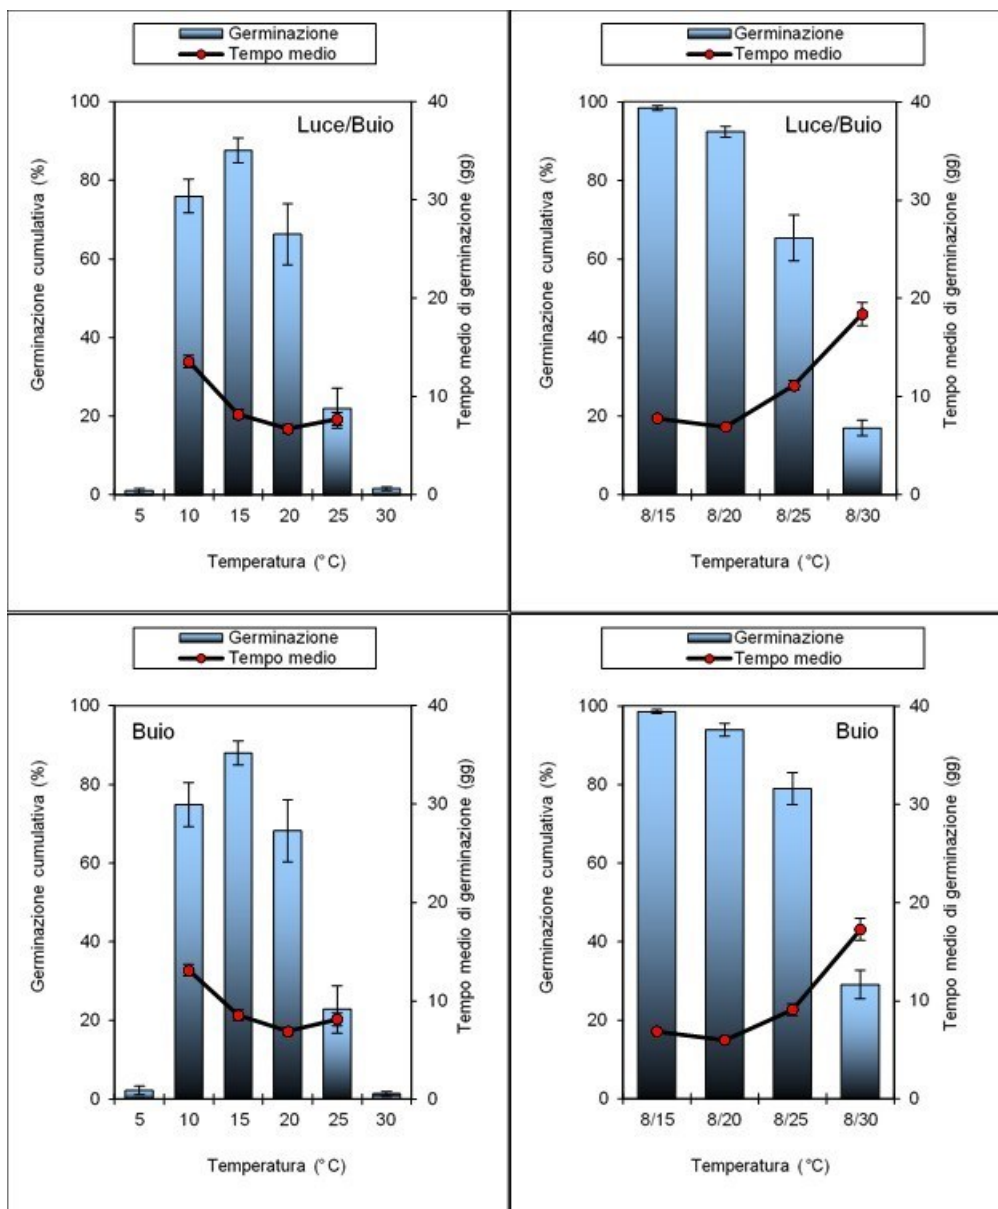 Germinazione
Tempo medio
Luce/Buio
Germinazione cumulativa (%)
100
80
60
40
20
0
40
30
20
10
0
Tempo medio di germinazione (gg)
5 10 15 20 25 30
Temperatura (°C)
Germinazione
Tempo medio
Luce/Buio
Germinazione cumulativa (%)
100
80
60
40
20
0
40
30
20
10
0
Tempo medio di germinazione (gg)
8/15 8/20 8/25 8/30
Temperatura (°C)
Germinazione
Tempo medio
Buio
Germinazione cumulativa (%)
100
80
60
40
20
0
40
30
20
10
0
Tempo medio di germinazione (gg)
5 10 15 20 25 30
Temperatura (°C)
Germinazione
Tempo medio
Buio
Germinazione cumulativa (%)
100
80
60
40
20
0
40
30
20
10
0
Tempo medio di germinazione (gg)
8/15 8/20 8/25 8/30
Temperatura (°C)